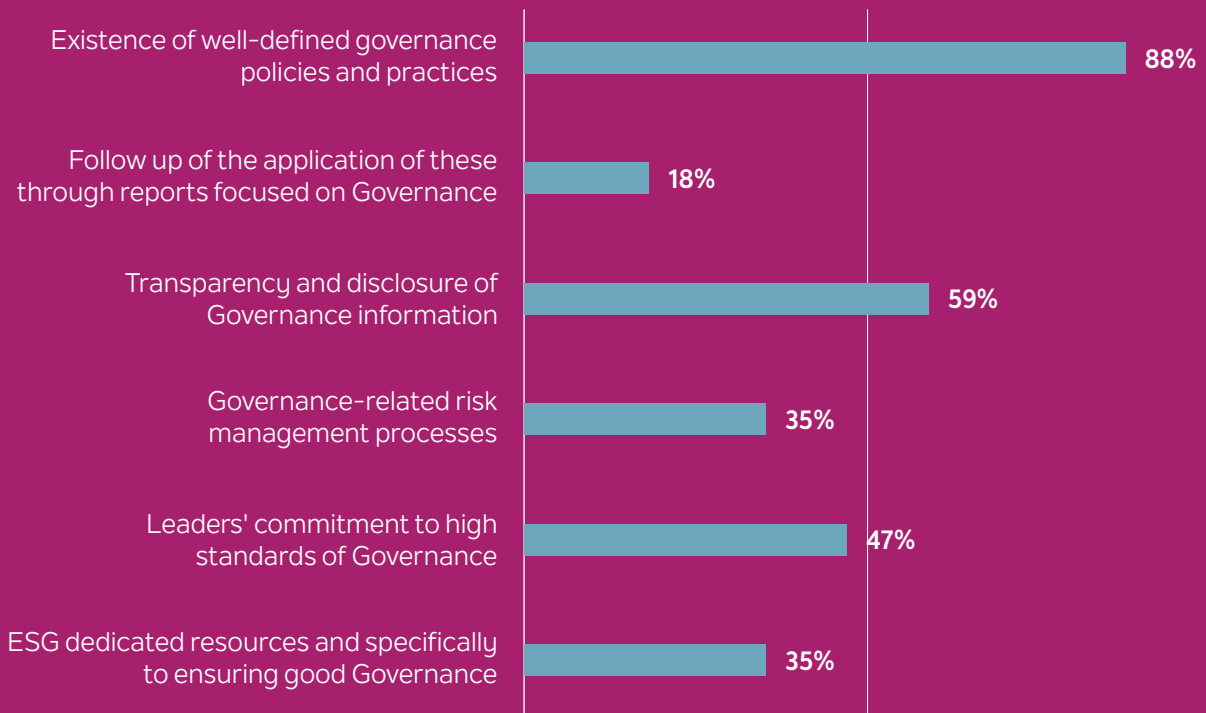 Existence of well-defined governance
policies and practices
88%
Follow up of the application of these
through reports focused on Governance
18%
Transparency and disclosure of
Governance information
59%
Governance-related risk
management processes
35%
Leaders' commitment to high
standards of Governance
47%
ESG dedicated resources and specifically
to ensuring good Governance
35%